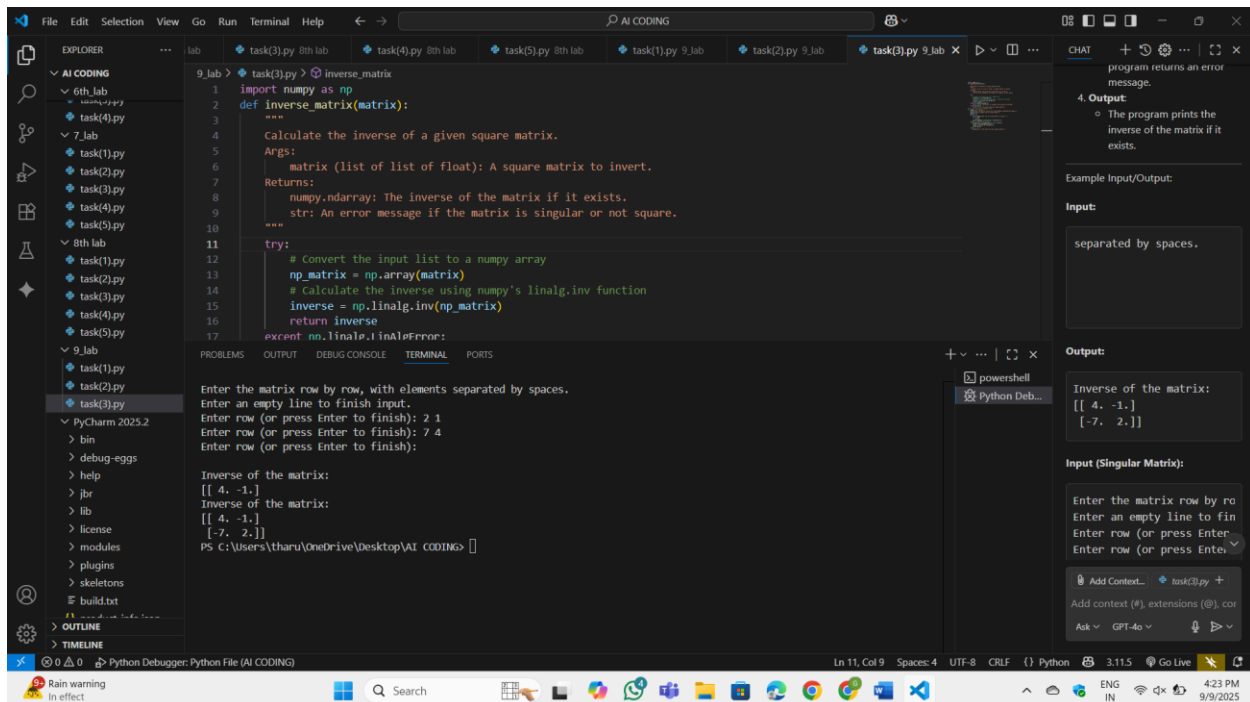 File Edit Selection View Go Run Terminal Help
AI CODING
EXPLORER
AI CODING
6th_lab
task(4).py
7_lab
task(1).py
task(2).py
task(3).py
task(4).py
task(5).py
8th lab
task(1).py
task(2).py
task(3).py
task(4).py
task(5).py
9_lab
task(1).py
task(2).py
task(3).py
PyCharm 2025.2
bin
debug-eggs
help
jbr
lib
license
modules
plugins
skeletons
build.txt
OUTLINE
TIMELINE
lab task(3).py 8th lab task(4).py 8th lab task(5).py 8th lab task(1).py 9_lab task(2).py 9_lab task(3).py 9_lab
9_lab > task(3).py > inverse_matrix
1 import numpy as np
2 def inverse_matrix(matrix):
3 """
4 Calculate the inverse of a given square matrix.
5 Args:
6 matrix (list of list of float): A square matrix to invert.
7 Returns:
8 numpy.ndarray: The inverse of the matrix if it exists.
9 str: An error message if the matrix is singular or not square.
10 """
11 try:
12 # Convert the input list to a numpy array
13 np_matrix = np.array(matrix)
14 # Calculate the inverse using numpy's linalg.inv function
15 inverse = np.linalg.inv(np_matrix)
16 return inverse
17 except np.linalg.LinAlgError:
PROBLEMS OUTPUT DEBUG CONSOLE TERMINAL PORTS
Enter the matrix row by row, with elements separated by spaces.
Enter an empty line to finish input.
Enter row (or press Enter to finish): 2 1
Enter row (or press Enter to finish): 7 4
Enter row (or press Enter to finish):
Inverse of the matrix:
[[ 4. -1.]
Inverse of the matrix:
[[ 4. -1.]
[-7. 2.]]
PS C:\Users\tharu\OneDrive\Desktop\AI CODING>
powershell
Python Deb...
CHAT
program returns an error
message.
4. Output:
The program prints the
inverse of the matrix if it
exists.
Example Input/Output:
Input:
separated by spaces.
Output:
Inverse of the matrix:
[[ 4. -1.]
[-7. 2.]]
Input (Singular Matrix):
Enter the matrix row by ro
Enter an empty line to fin
Enter row (or press Enter
Enter row (or press Enter
Add Context... task(3).py
Add context (#), extensions (@), cor
Ask GPT-4o
0 0 Python Debugger: Python File (AI CODING)
Ln 11, Col 9 Spaces: 4 UTF-8 CRLF {} Python 3.11.5 Go Live
9+ Rain warning
In effect
Search
4
ENG
IN
4:23 PM
9/9/2025